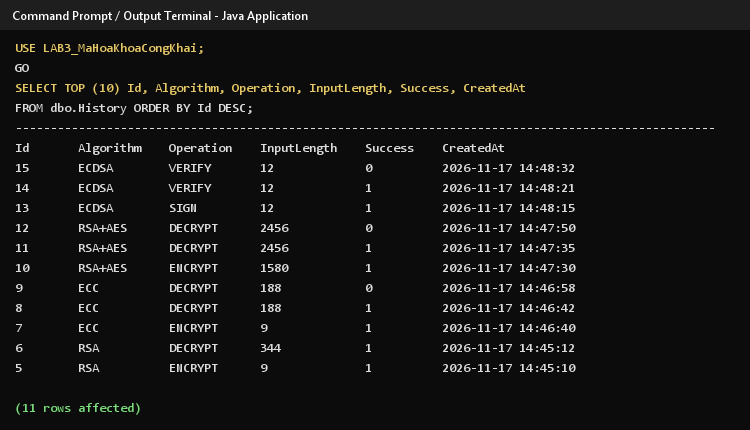 Command Prompt / Output Terminal - Java Application
USE LAB3_MaHoaKhoaCongKhai;
GO
SELECT TOP (10) Id, Algorithm, Operation, InputLength, Success, CreatedAt
FROM dbo.History ORDER BY Id DESC;
----------------------------------------------------------------------------------------------------
Id Algorithm Operation InputLength Success CreatedAt
15 ECDSA VERIFY 12 0 2026-11-17 14:48:32
14 ECDSA VERIFY 12 1 2026-11-17 14:48:21
13 ECDSA SIGN 12 1 2026-11-17 14:48:15
12 RSA+AES DECRYPT 2456 0 2026-11-17 14:47:50
11 RSA+AES DECRYPT 2456 1 2026-11-17 14:47:35
10 RSA+AES ENCRYPT 1580 1 2026-11-17 14:47:30
9 ECC DECRYPT 188 0 2026-11-17 14:46:58
8 ECC DECRYPT 188 1 2026-11-17 14:46:42
7 ECC ENCRYPT 9 1 2026-11-17 14:46:40
6 RSA DECRYPT 344 1 2026-11-17 14:45:12
5 RSA ENCRYPT 9 1 2026-11-17 14:45:10
(11 rows affected)